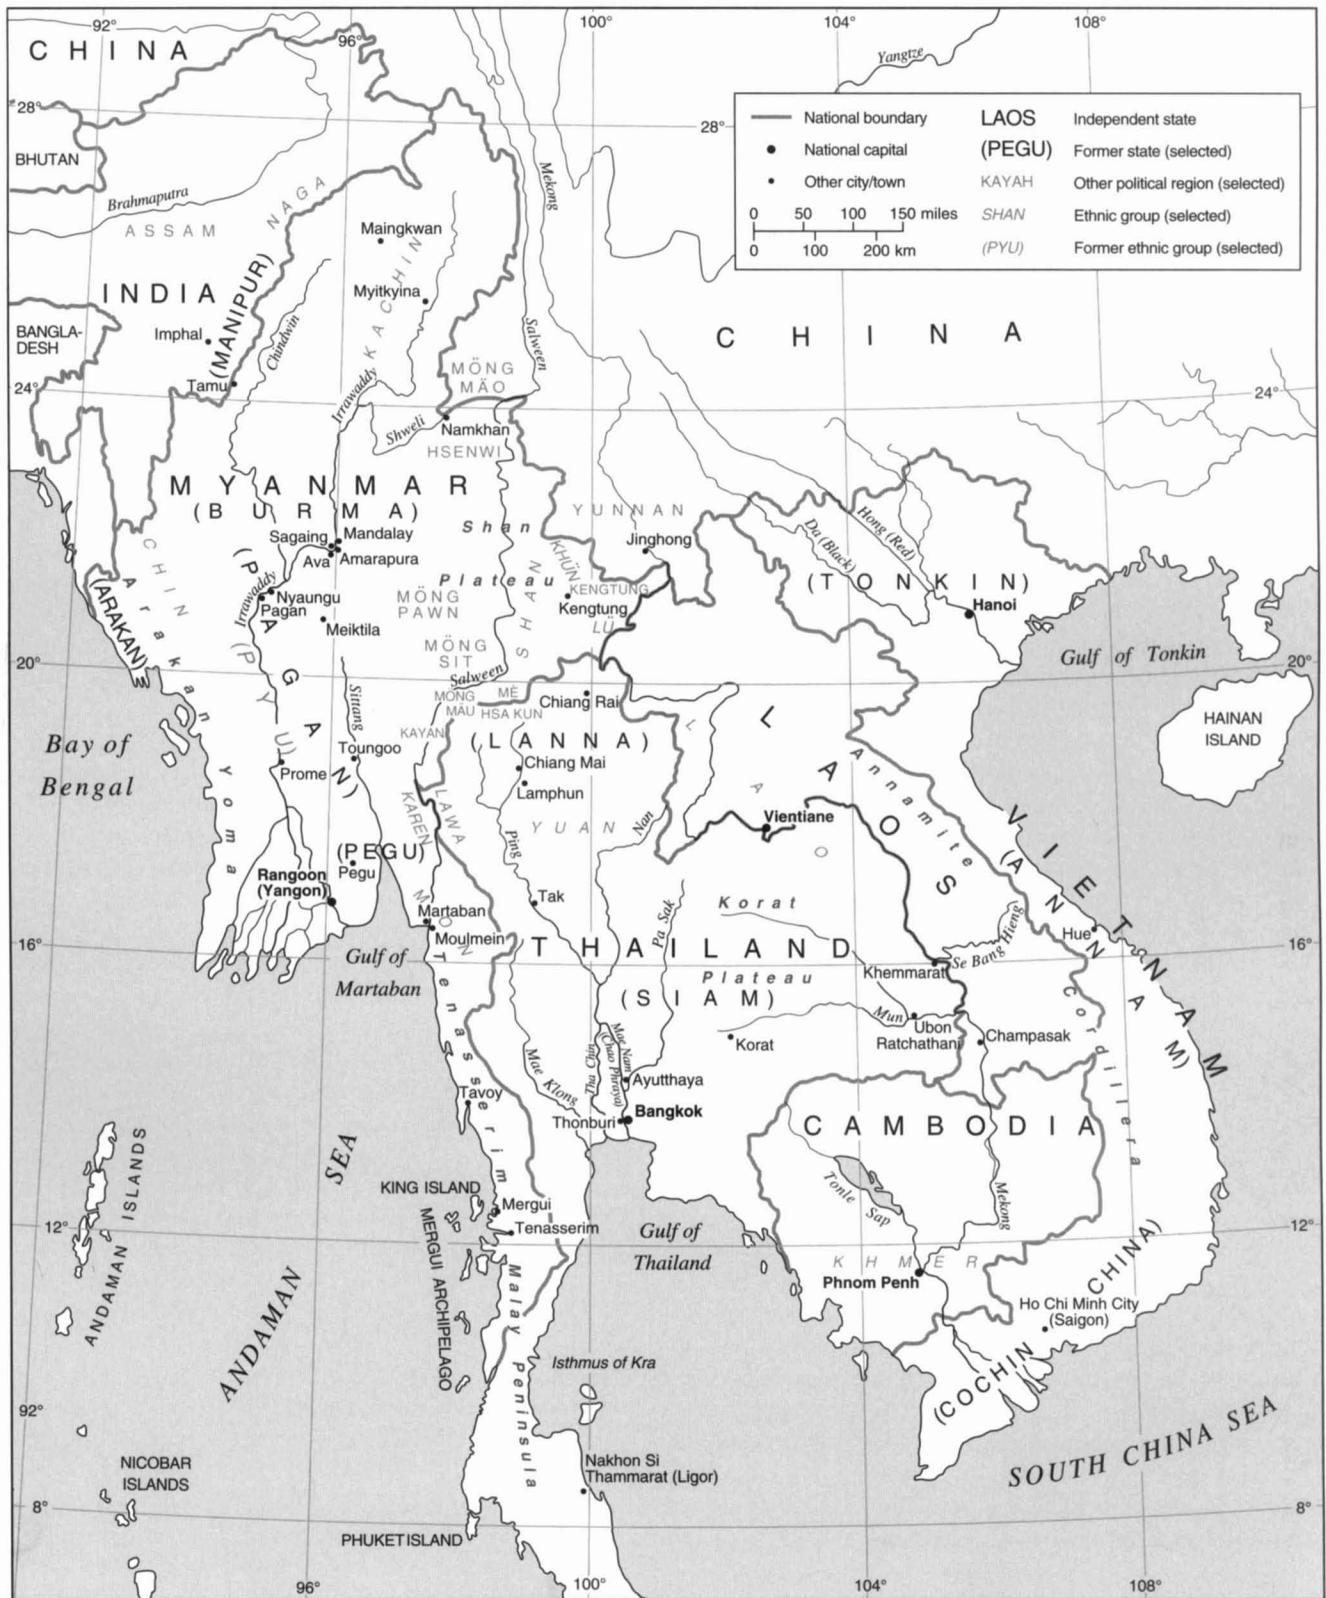 92°
96°
100°
104°
108°
CHINA
Yangtze
28°
28°
National boundary
LAOS
Independent state
National capital
(PEGU)
Former state (selected)
Other city/town
KAYAH
Other political region (selected)
0 50 100 150 miles
SHAN
Ethnic group (selected)
0 100 200 km
(PYU)
Former ethnic group (selected)
BHUTAN
Brahmaputra
ASSAM
NAGA
Mekong
Maingkwan
KACHIN
INDIA
(MANIPUR)
Myitkyina
BANGLA-
DESH
Imphal
Chindwin
Salween
CHINA
MÖNG
MÄO
24°
24°
Tamu
Irrawaddy
Shweli
Namkhan
HSENWI
MYANMAR
(BURMA)
Shan
YUNNAN
Da (Black)
Hong (Red)
Sagaing
Mandalay
Jinghong
Ava
Amarapura
CHIN
(PAGAN)
KHÜN
Plateau
KENGTUNG
(TONKIN)
(ARAKAN)
Arakan Yoma
Irrawaddy
Nyaungu
Pagan
MÖNG
PAWN
SHAN
Kengtung
Hanoi
Meiktila
LÜ
(PYU)
MÖNG
SIT
Gulf of Tonkin
20°
20°
Salween
Sittang
MÖNG
MÄU
MÈ
HSA KUN
Chiang Rai
LAO
LAOS
HAINAN
ISLAND
KAYAN
(LANNA)
Bay of
Bengal
Toungoo
Chiang Mai
Annamite
Prome
Lamphun
KAREN
LAWA
YUAN
Nan
Vientiane
VIETNAM
(ANNAM)
Ping
(PEGU)
Pegu
Rangoon
(Yangon)
MON
Tak
Pa Sak
Korat
Martaban
Moulmein
Hue
16°
16°
THAILAND
Se Bang Hieng
Gulf of
Martaban
Khemmarat
Plateau
(SIAM)
Tenasserim
Cordillera
Mun
Ubon
Ratchathani
Korat
Champasak
Mae Klong
Tha Chin
Mae Nam
(Chao Phraya)
Ayutthaya
Tavoy
Thonburi
Bangkok
CAMBODIA
ANDAMAN ISLANDS
ANDAMAN SEA
KING ISLAND
Mergui
Tonle Sap
Mekong
MERGUI ARCHIPELAGO
Tenasserim
12°
12°
Gulf of
Thailand
KHMER
Phnom Penh
(COCHIN CHINA)
Malay Peninsula
Ho Chi Minh City
(Saigon)
Isthmus of Kra
92°
SOUTH CHINA SEA
NICOBAR
ISLANDS
Nakhon Si
Thammarat (Ligor)
8°
8°
PHUKET ISLAND
96°
100°
104°
108°